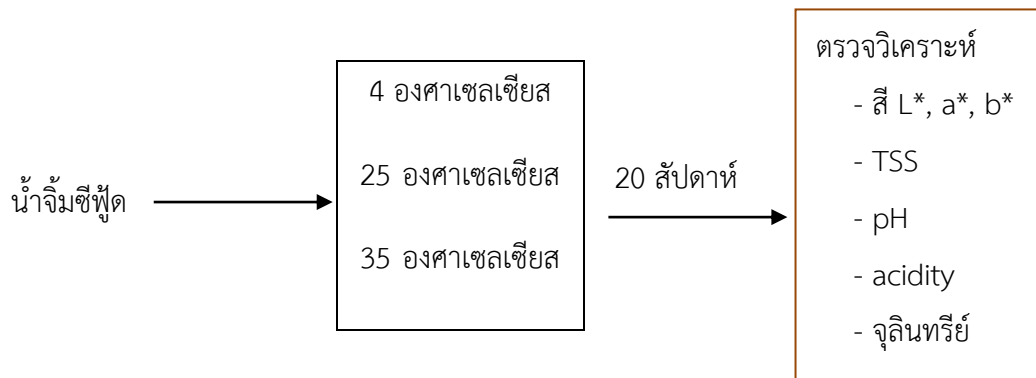 น้ำจิ้มซีฟู้ด
4 องศาเซลเซียส
25 องศาเซลเซียส
35 องศาเซลเซียส
20 สัปดาห์
ตรวจวิเคราะห์
- สี L*, a*, b*
- TSS
- pH
- acidity
- จุลินทรีย์